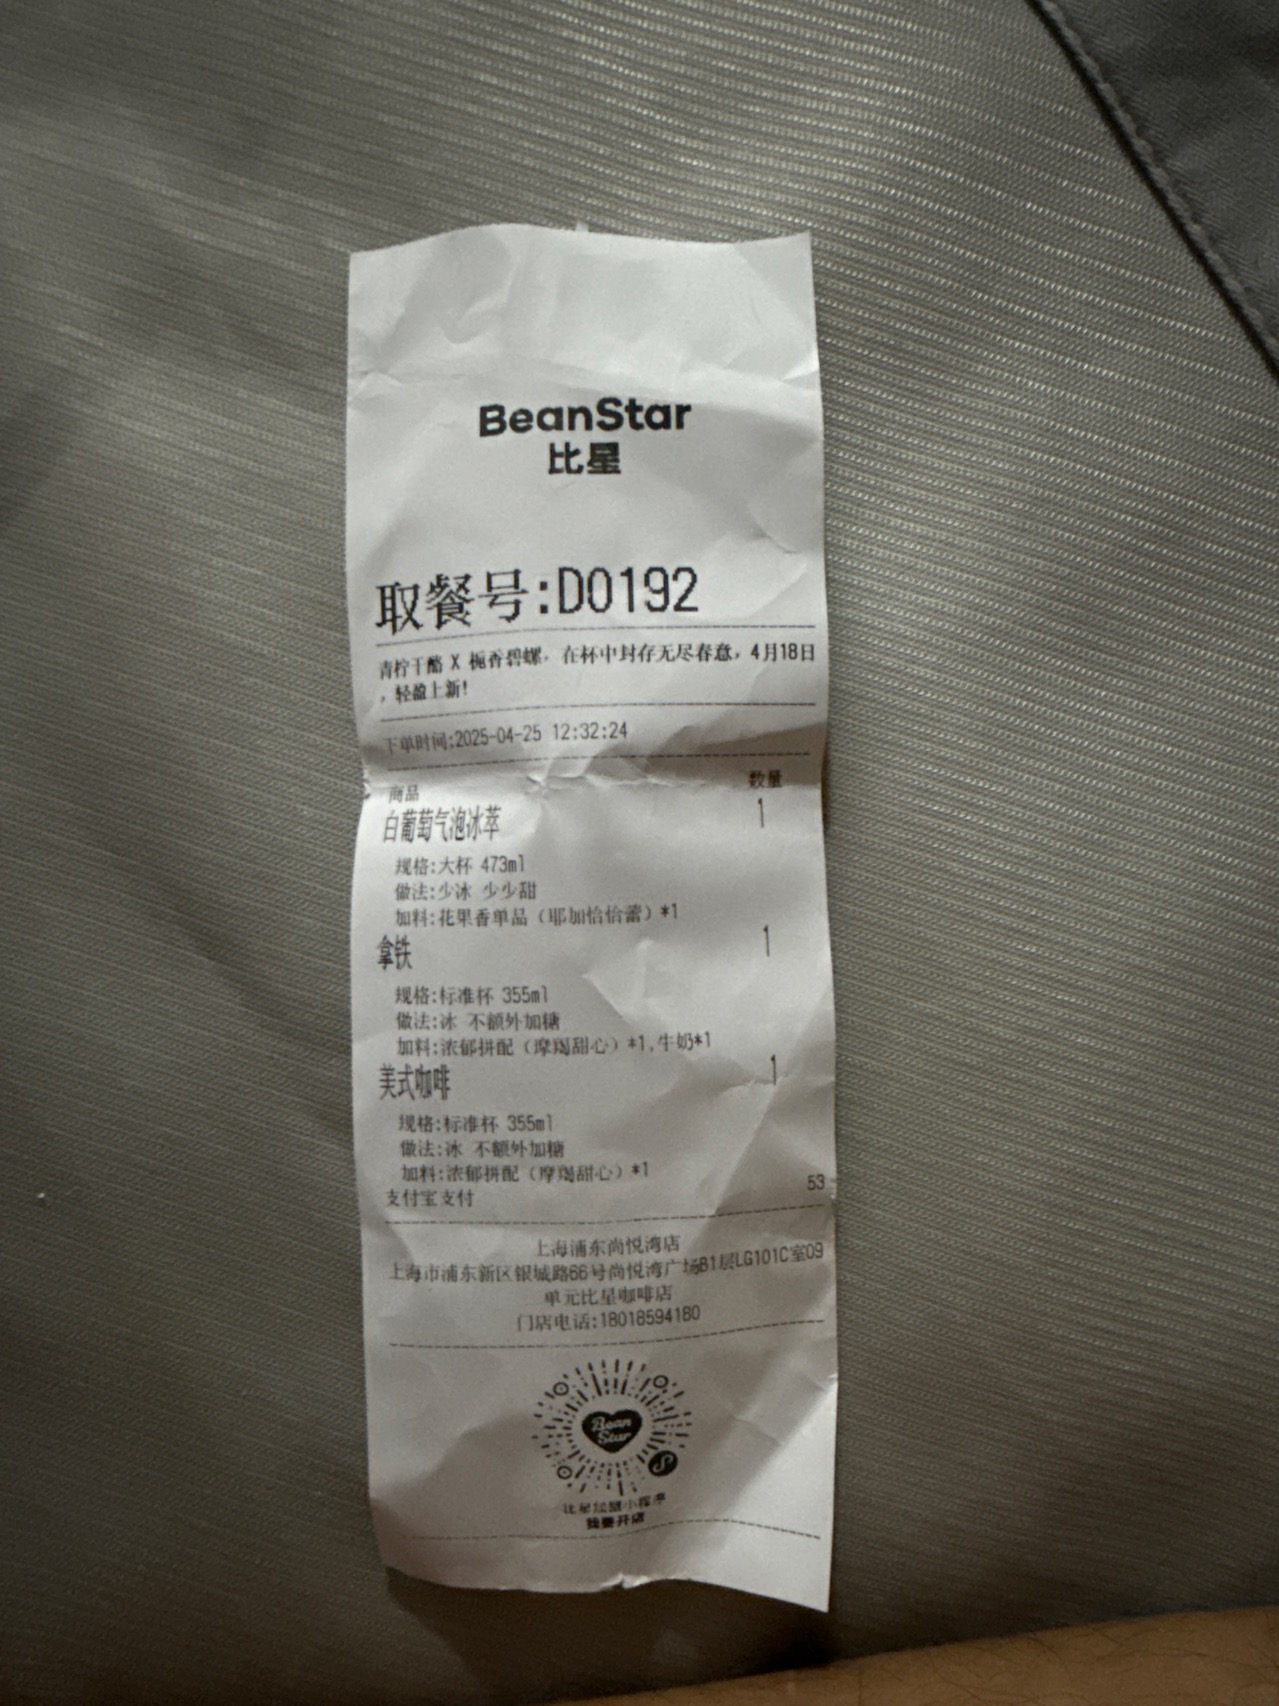 BeanStar
比星
取餐号:D0192
青柠干酪 X 栀香碧螺，在杯中封存无尽春意，4月18日
，轻盈上新!
下单时间:2025-04-25 12:32:24
商品 数量
白葡萄气泡冰萃 1
规格:大杯 473ml
做法:少冰 少少甜
加料:花果香单品（耶加恰恰蕾）*1
拿铁 1
规格:标准杯 355ml
做法:冰 不额外加糖
加料:浓郁拼配（摩羯甜心）*1,牛奶*1
美式咖啡 1
规格:标准杯 355ml
做法:冰 不额外加糖
加料:浓郁拼配（摩羯甜心）*1
支付宝支付 53
上海浦东尚悦湾店
上海市浦东新区银城路66号尚悦湾广场B1层LG101C室09
单元比星咖啡店
门店电话:18018594180
Bean
Star
比星加盟小程序
我要开店